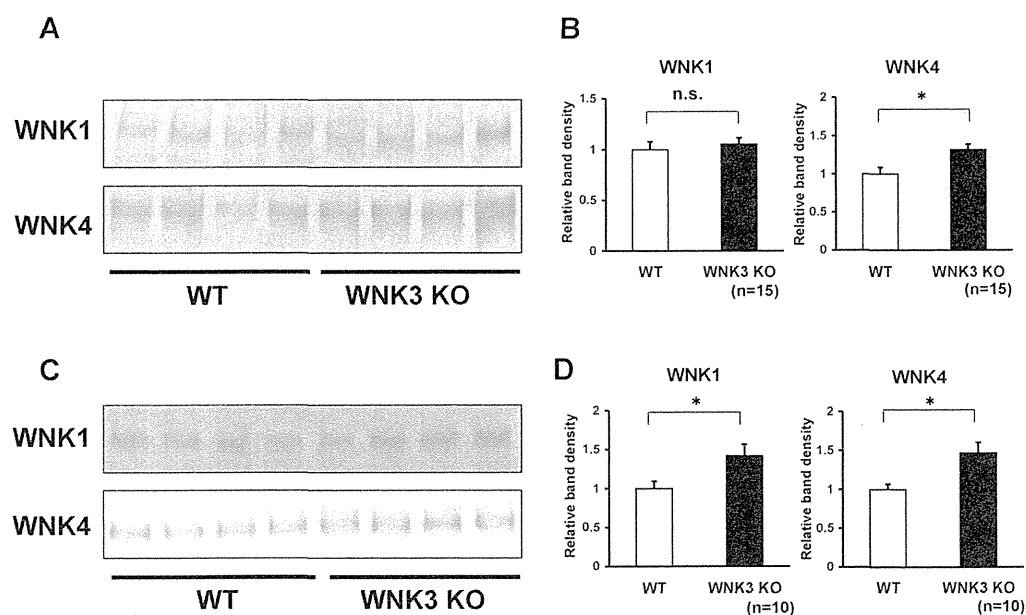 A
WNK1
WNK4
WT WNK3 KO
B
WNK1
n.s.
Relative band density
1.5
1
0.5
0
WT WNK3 KO
(n=15)
WNK4
*
Relative band density
2
1.5
1
0.5
0
WT WNK3 KO
(n=15)
C
WNK1
WNK4
WT WNK3 KO
D
WNK1
*
Relative band density
2
1.5
1
0.5
0
WT WNK3 KO
(n=10)
WNK4
*
Relative band density
2
1.5
1
0.5
0
WT WNK3 KO
(n=10)